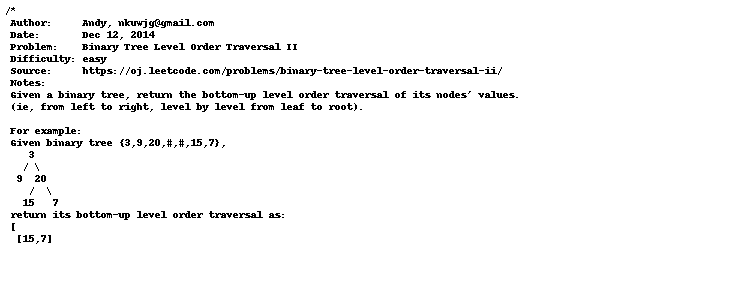 /*
 Author:     Andy, nkuwjg@gmail.com
 Date:       Dec 12, 2014
 Problem:    Binary Tree Level Order Traversal II
 Difficulty: easy
 Source:     https://oj.leetcode.com/problems/binary-tree-level-order-traversal-ii/
 Notes:
 Given a binary tree, return the bottom-up level order traversal of its nodes' values.
 (ie, from left to right, level by level from leaf to root).

 For example:
 Given binary tree {3,9,20,#,#,15,7},
    3
   / \
  9  20
    /  \
   15   7
 return its bottom-up level order traversal as:
 [
  [15,7]